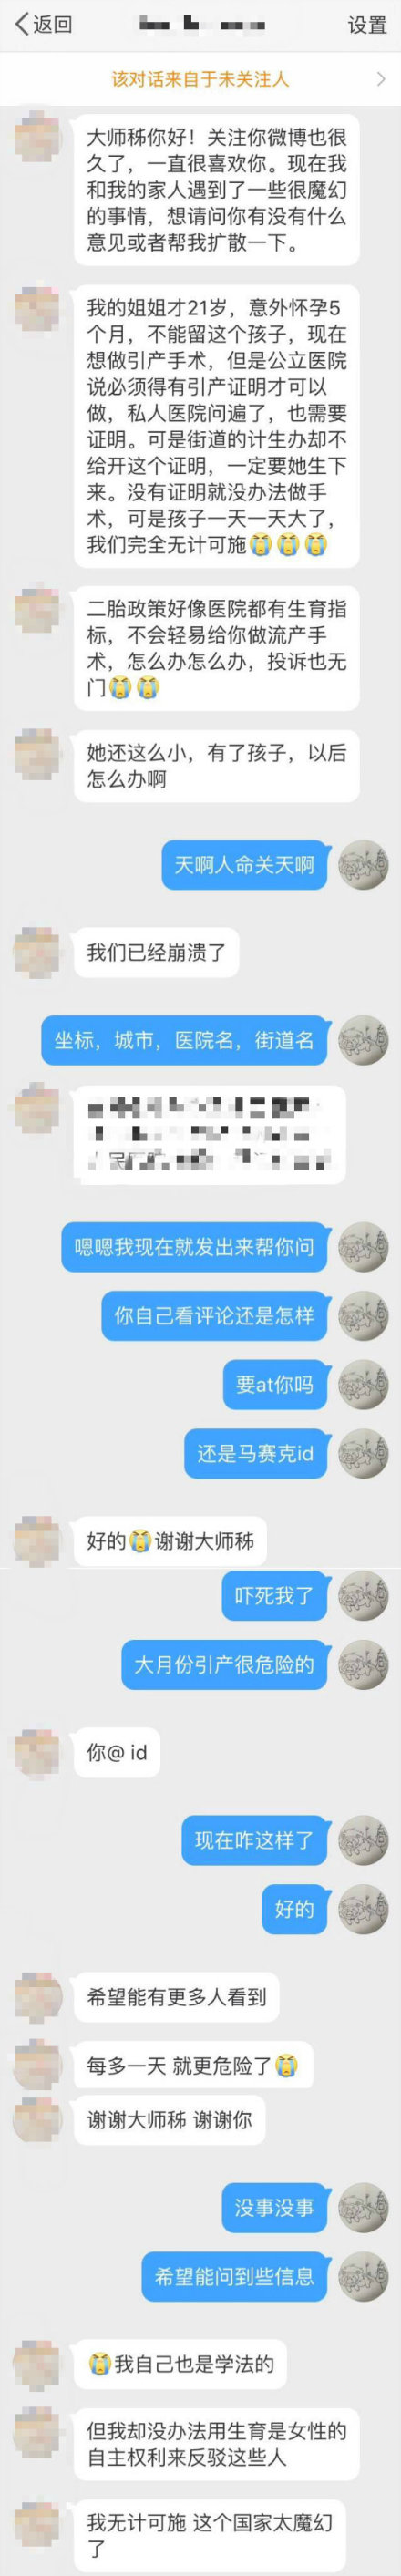 返回
设置
该对话来自于未关注人
大师秭你好！关注你微博也很
久了，一直很喜欢你。现在我
和我的家人遇到了一些很魔幻
的事情，想请问你有没有什么
意见或者帮我扩散一下。
我的姐姐才21岁，意外怀孕5
个月，不能留这个孩子，现在
想做引产手术，但是公立医院
说必须得有引产证明才可以
做，私人医院问遍了，也需要
证明。可是街道的计生办却不
给开这个证明，一定要她生下
来。没有证明就没办法做手
术，可是孩子一天一天大了，
我们完全无计可施😭😭😭
二胎政策好像医院都有生育指
标，不会轻易给你做流产手
术，怎么办怎么办，投诉也无
门😭😭
她还这么小，有了孩子，以后
怎么办啊
天啊人命关天啊
我们已经崩溃了
坐标，城市，医院名，街道名
嗯嗯我现在就发出来帮你问
你自己看评论还是怎样
要at你吗
还是马赛克id
好的😭谢谢大师秭
吓死我了
大月份引产很危险的
你@ id
现在咋这样了
好的
希望能有更多人看到
每多一天 就更危险了😭
谢谢大师秭 谢谢你
没事没事
希望能问到些信息
😭我自己也是学法的
但我却没办法用生育是女性的
自主权利来反驳这些人
我无计可施 这个国家太魔幻
了